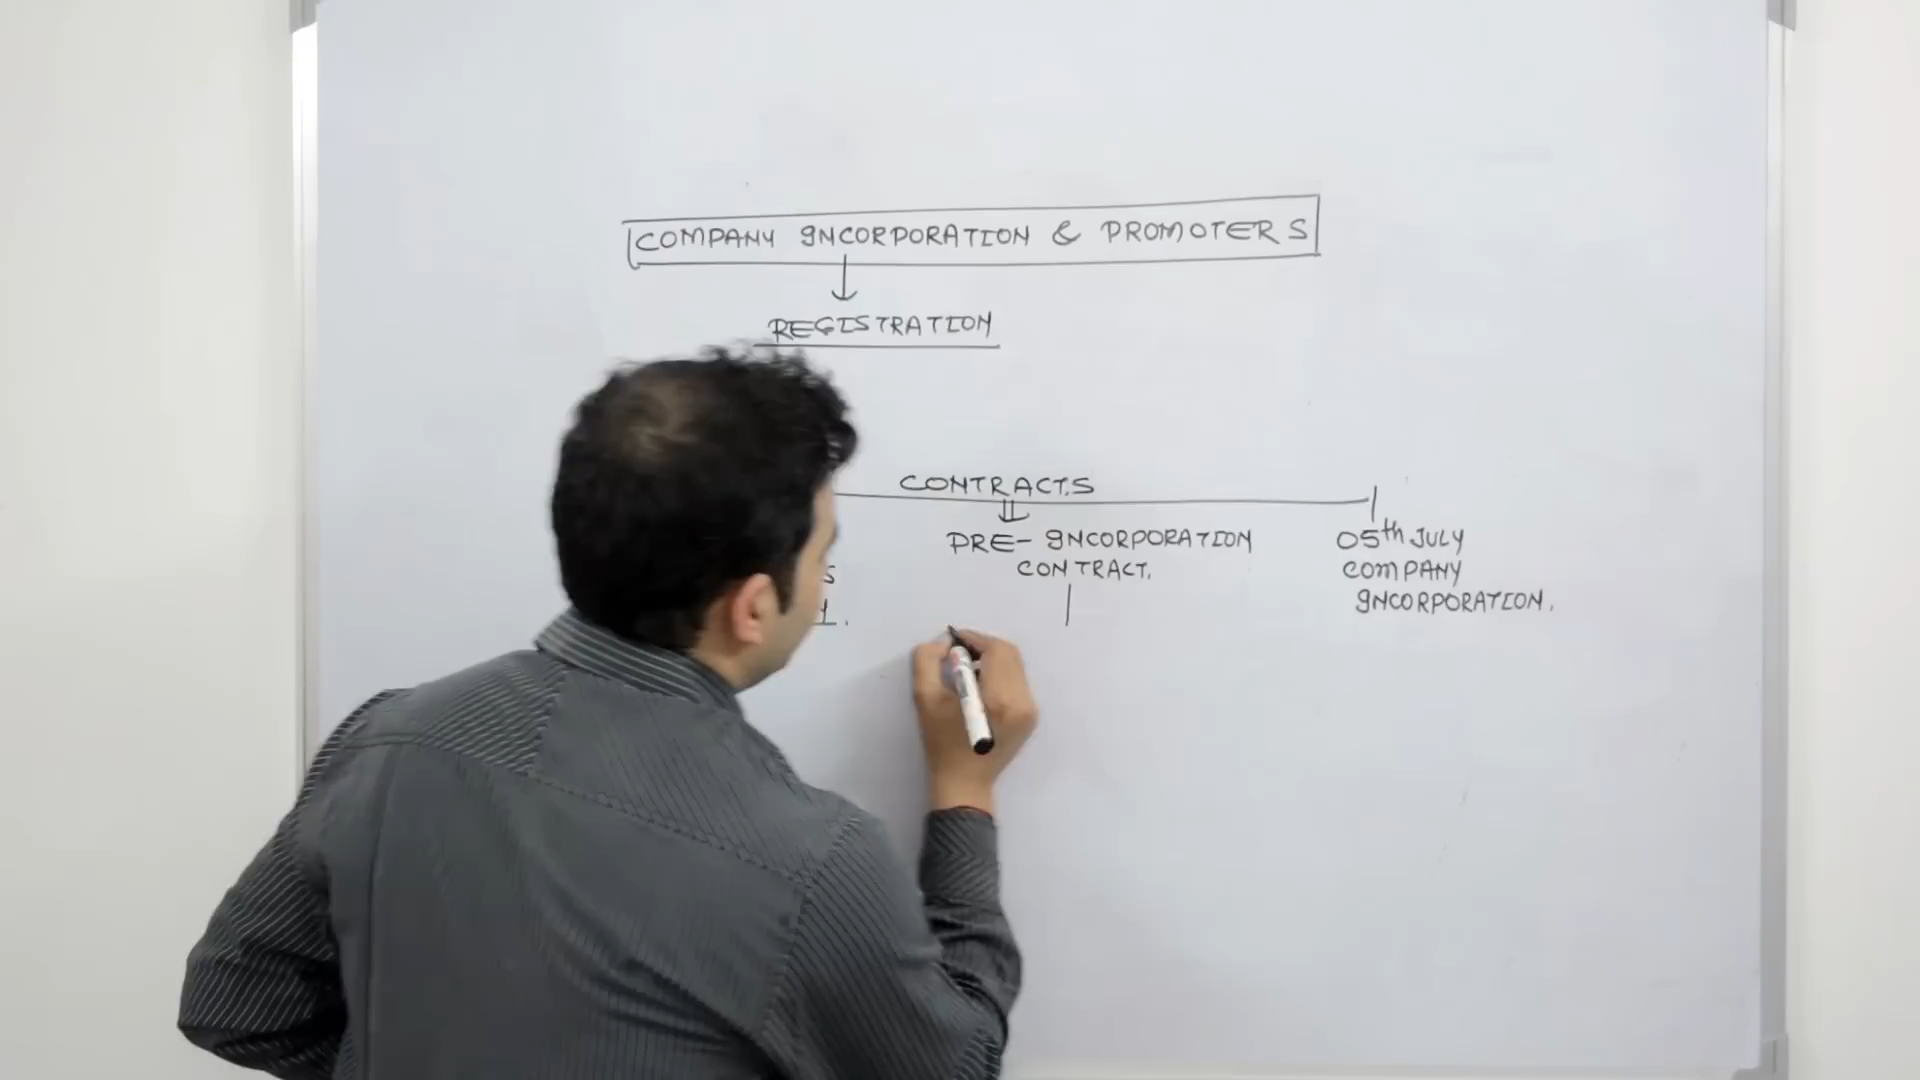 COMPANY INCORPORATION & PROMOTERS
REGISTRATION
CONTRACTS
PRE- INCORPORATION
CONTRACT.
05th JULY
COMPANY
INCORPORATION.